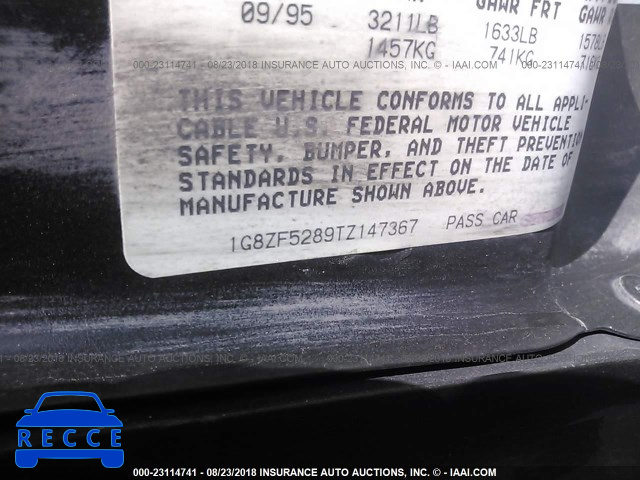 GAWR FRT GAWR
09/95 3211LB 1633LB
1457KG 741KG
000-23114741 - 08/23/2018 INSURANCE AUTO AUCTIONS, INC. - © - IAAI.COM
THIS VEHICLE CONFORMS TO ALL APPLI-
CABLE U.S. FEDERAL MOTOR VEHICLE
SAFETY, BUMPER, AND THEFT PREVENTION
STANDARDS IN EFFECT ON THE DATE OF
MANUFACTURE SHOWN ABOVE.
1G8ZF5289TZ147367 PASS CAR
RECCE
000-23114741 - 08/23/2018 INSURANCE AUTO AUCTIONS, INC. - © - IAAI.COM